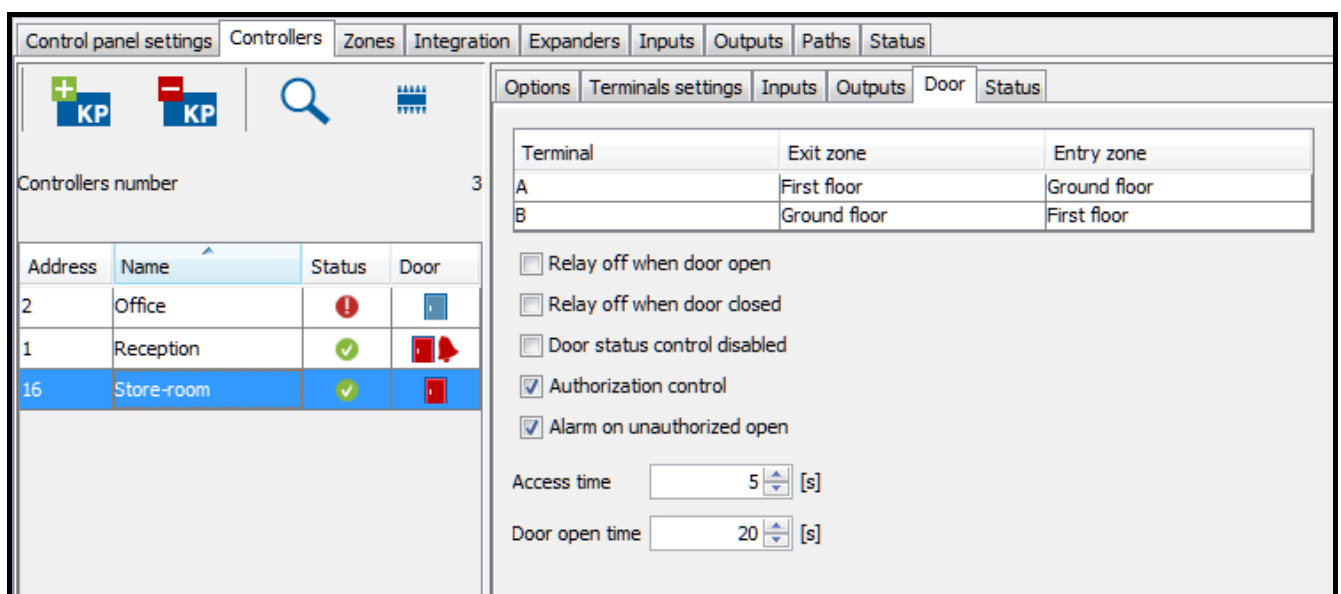 Control panel settings Controllers Zones Integration Expanders Inputs Outputs Paths Status
KP KP
Controllers number 3
Address Name Status Door
2 Office
1 Reception
16 Store-room
Options Terminals settings Inputs Outputs Door Status
Terminal Exit zone Entry zone
A First floor Ground floor
B Ground floor First floor
Relay off when door open
Relay off when door closed
Door status control disabled
Authorization control
Alarm on unauthorized open
Access time 5 [s]
Door open time 20 [s]